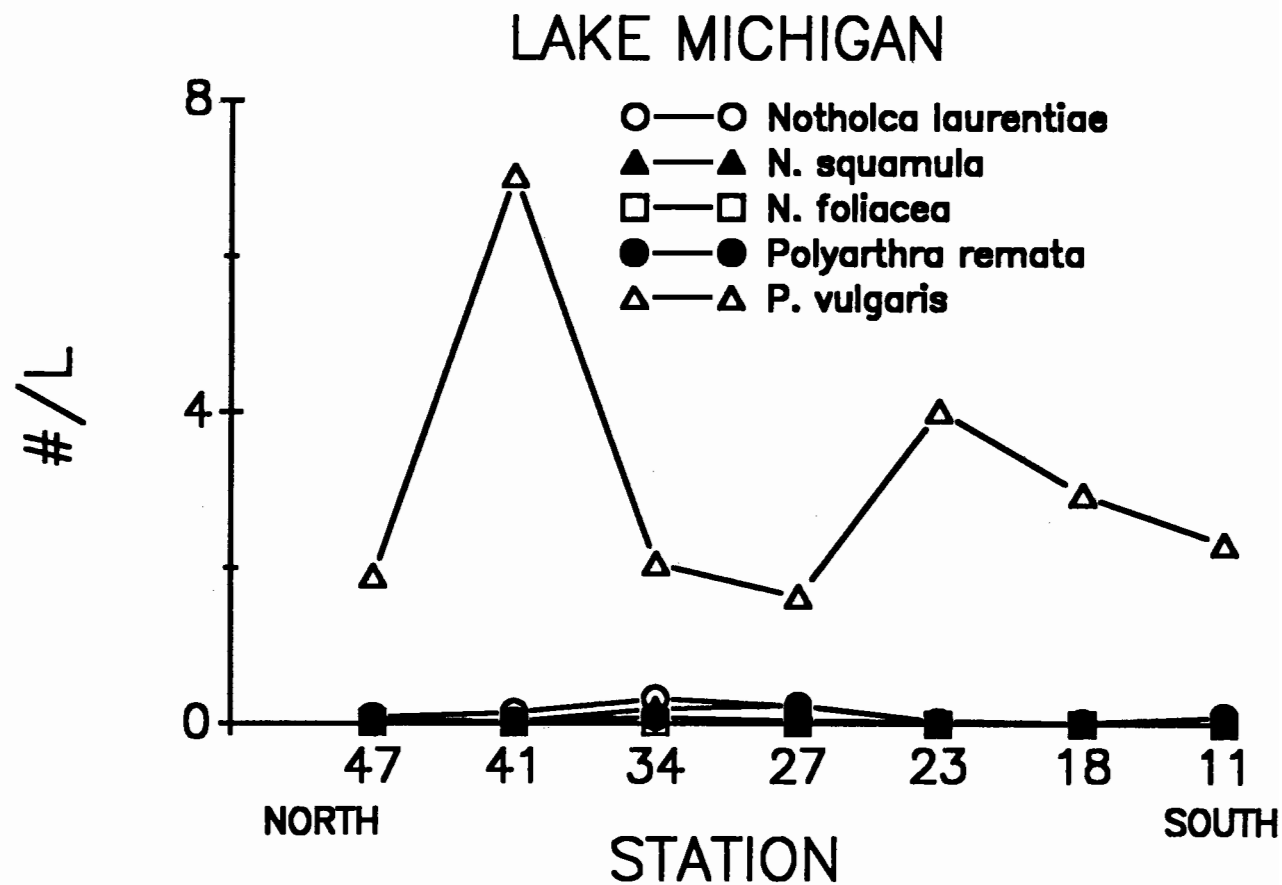 LAKE MICHIGAN
8
Notholca laurentiae
N. squamula
N. foliacea
Polyarthra remata
P. vulgaris
#/L
4
0
47 41 34 27 23 18 11
NORTH SOUTH
STATION